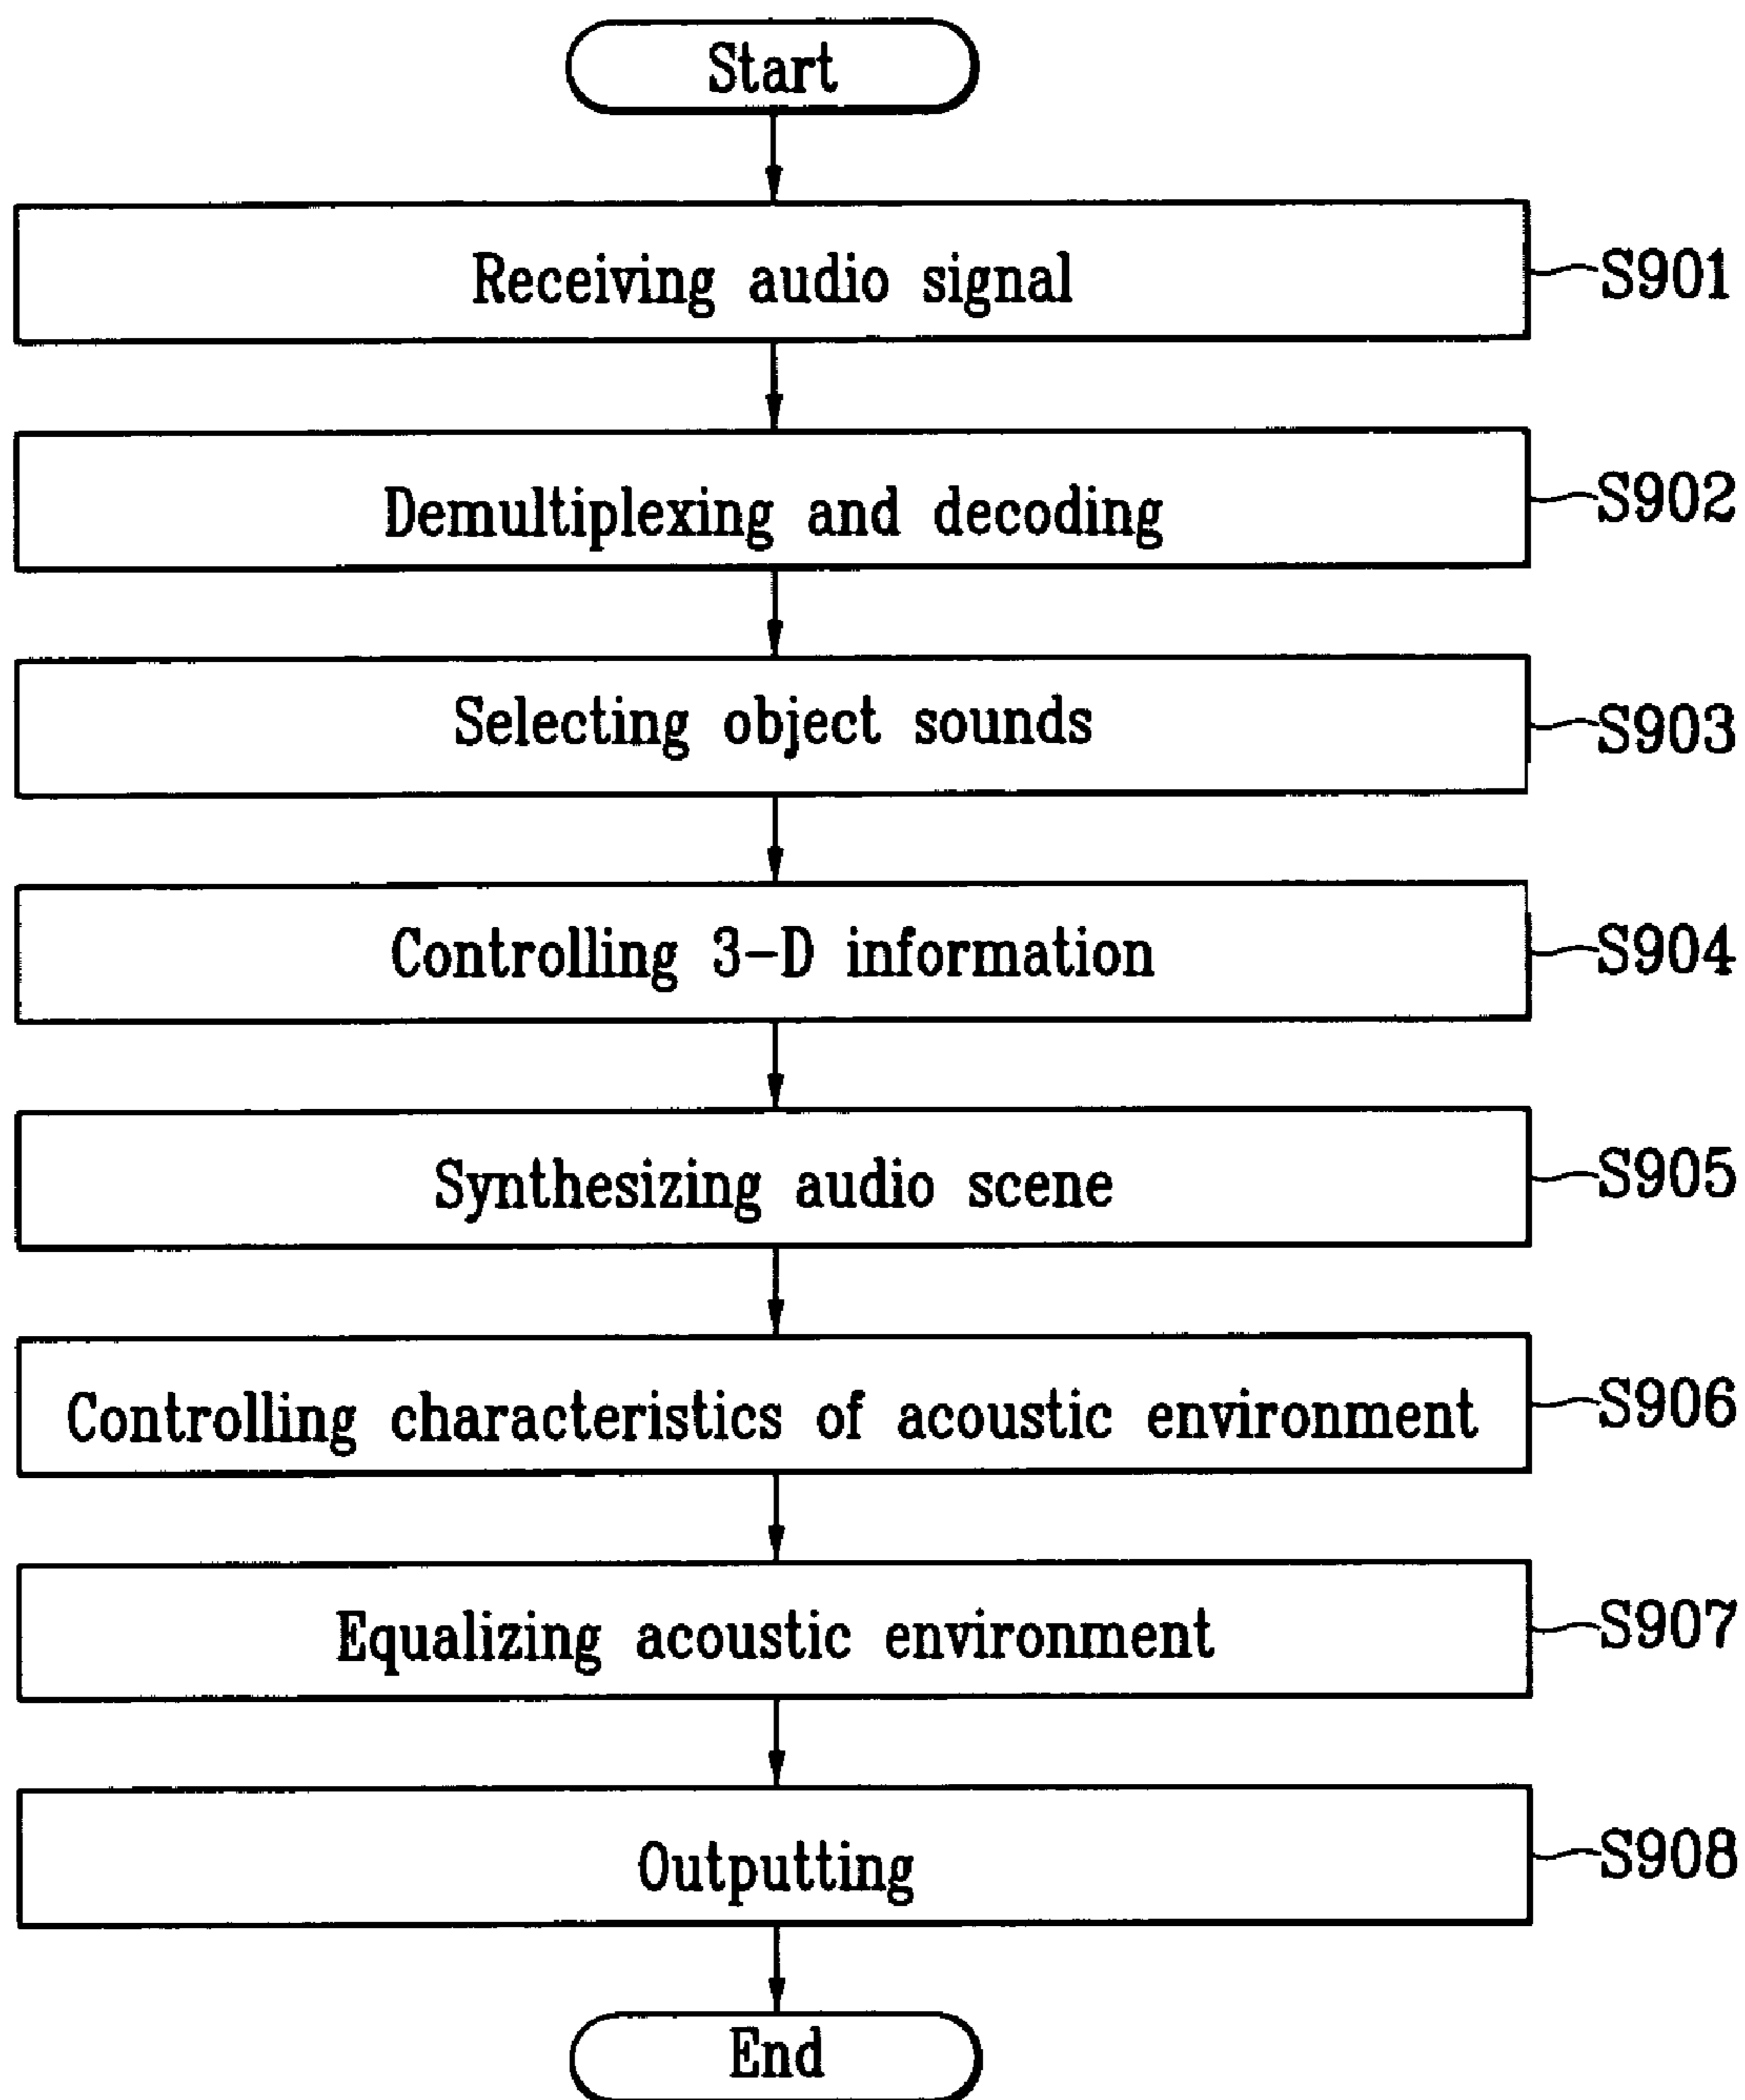 Start
Receiving audio signal
S901
Demultiplexing and decoding
S902
Selecting object sounds
S903
Controlling 3-D information
S904
Synthesizing audio scene
S905
Controlling characteristics of acoustic environment
S906
Equalizing acoustic environment
S907
Outputting
S908
End